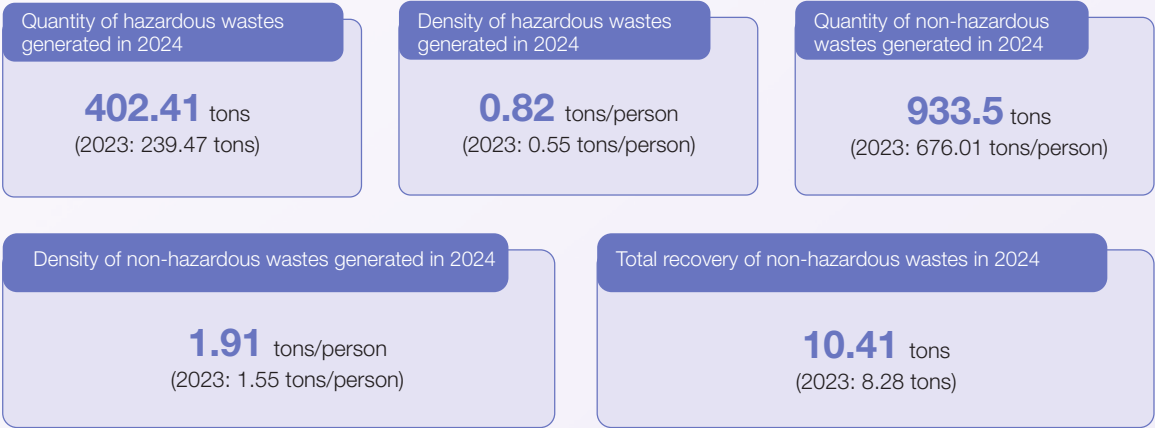 Quantity of hazardous wastes
generated in 2024
402.41 tons
(2023: 239.47 tons)
Density of hazardous wastes
generated in 2024
0.82 tons/person
(2023: 0.55 tons/person)
Quantity of non-hazardous
wastes generated in 2024
933.5 tons
(2023: 676.01 tons/person)
Density of non-hazardous wastes generated in 2024
1.91 tons/person
(2023: 1.55 tons/person)
Total recovery of non-hazardous wastes in 2024
10.41 tons
(2023: 8.28 tons)